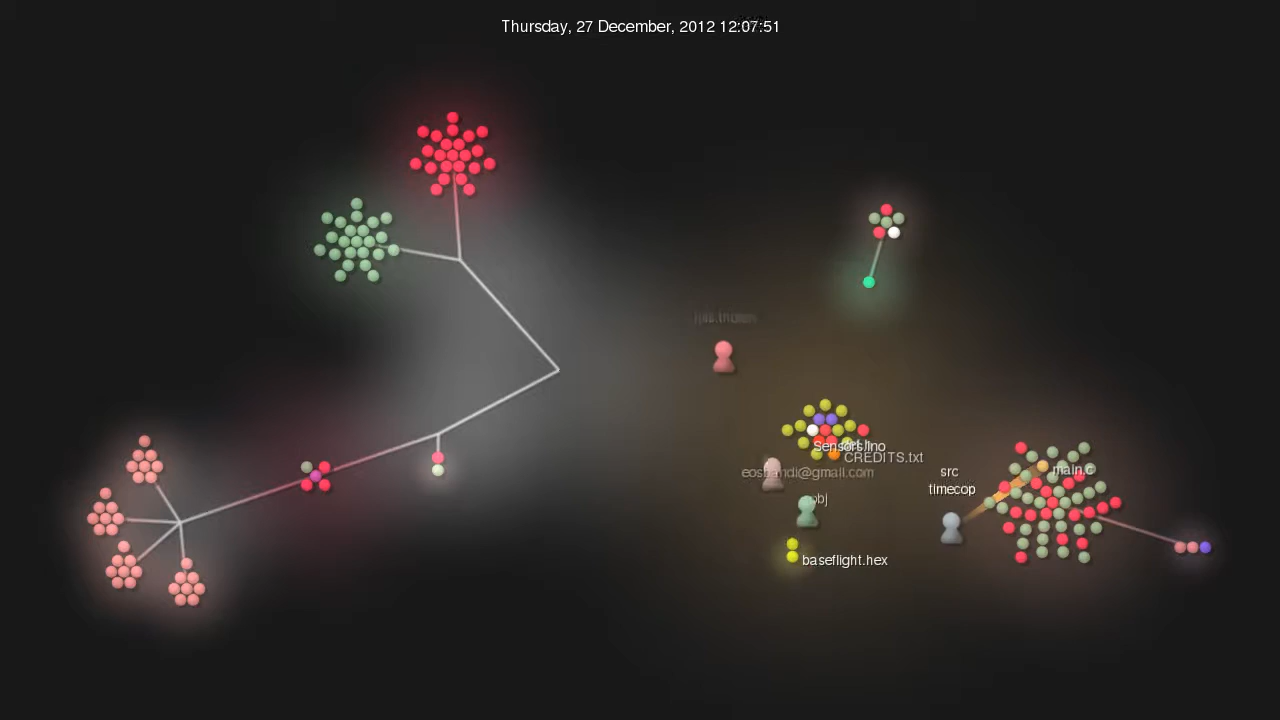 Thursday, 27 December, 2012 12:07:51
Sensors.ino
CREDITS.txt
main.c
src
eosbandi@gmail.com
timecop
obj
baseflight.hex